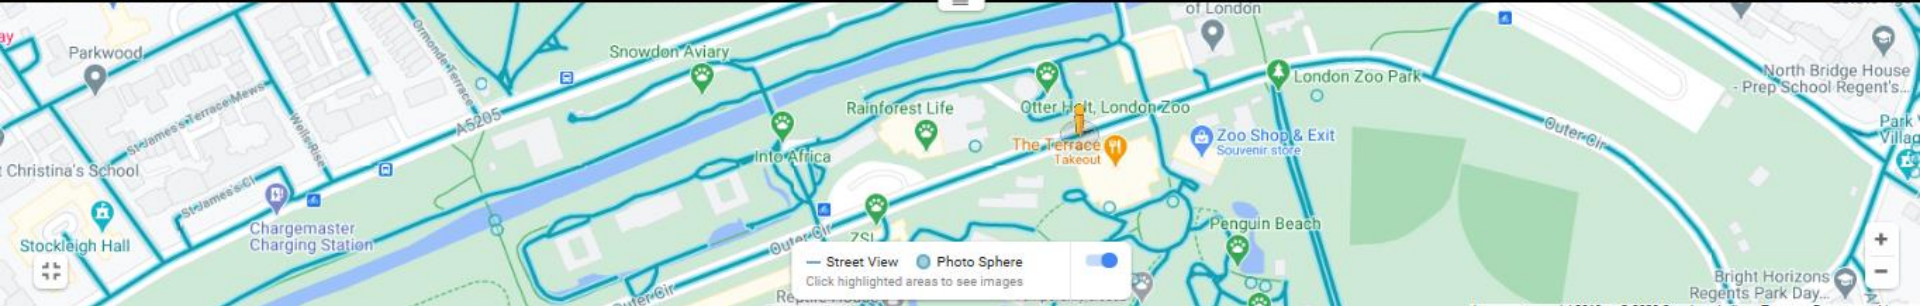 of London
Parkwood
Ormonde Terrace
Snowdon Aviary
North Bridge House
- Prep School Regent's...
London Zoo Park
St James's Terrace Mews
Wells Rise
A5205
Rainforest Life
Otter Holt, London Zoo
Outer Cir
Park
Villag
The Terrace
Takeout
Zoo Shop & Exit
Souvenir store
Into Africa
t Christina's School
St James's Cl
Chargemaster
Charging Station
Stockleigh Hall
Outer Cir
ZSL
Penguin Beach
Street View
Photo Sphere
Click highlighted areas to see images
Outer Cir
Bright Horizons
Regents Park Day...
+
−